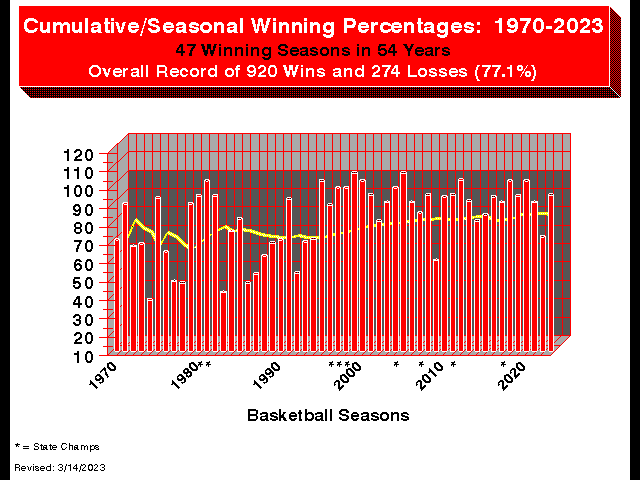 Cumulative/Seasonal Winning Percentages: 1970-2023
47 Winning Seasons in 54 Years
Overall Record of 920 Wins and 274 Losses (77.1%)
120
110
100
90
80
70
60
50
40
30
20
10
1970 1980** 1990 ***2000 * * 2010 * * 2020
Basketball Seasons
* = State Champs
Revised: 3/14/2023